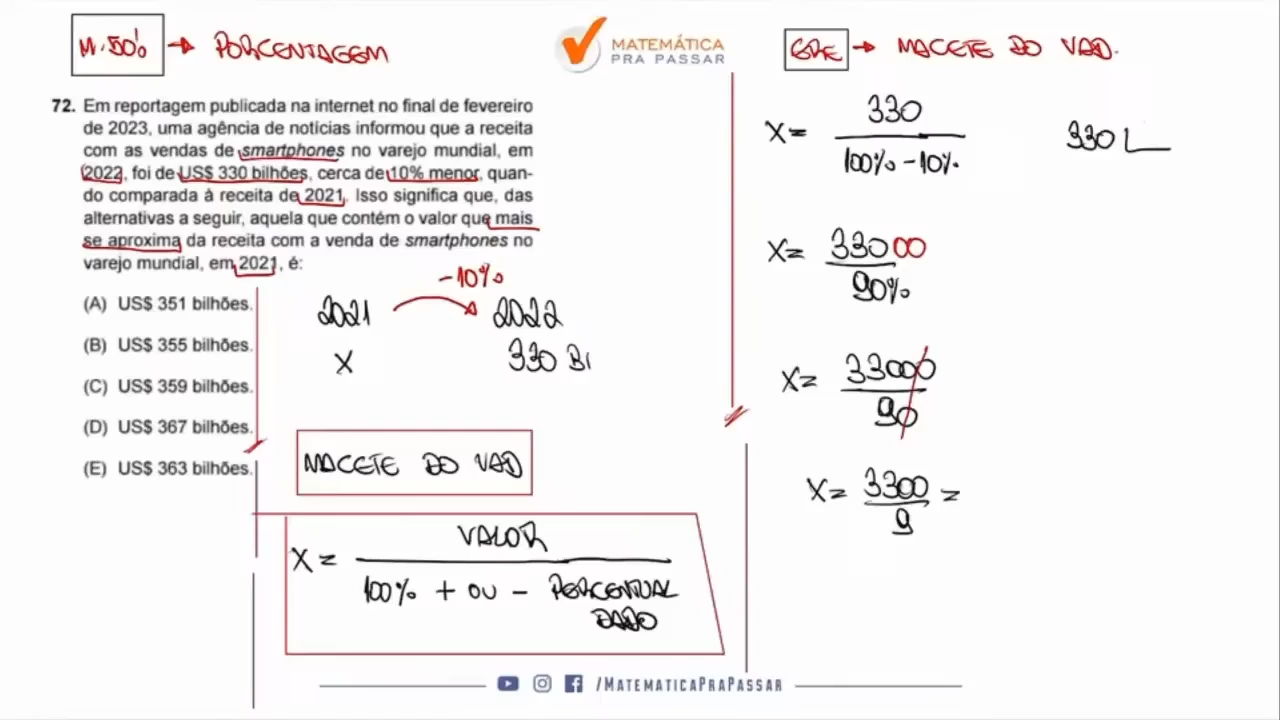 M.50% → PORCENTAGEM
MATEMÁTICA
PRA PASSAR
→ MACETE DO VAD.
72. Em reportagem publicada na internet no final de fevereiro
de 2023, uma agência de notícias informou que a receita
com as vendas de smartphones no varejo mundial, em
2022, foi de US$ 330 bilhões, cerca de 10% menor, quan-
do comparada à receita de 2021. Isso significa que, das
alternativas a seguir, aquela que contém o valor que mais
se aproxima da receita com a venda de smartphones no
varejo mundial, em 2021, é:
(A) US$ 351 bilhões.
(B) US$ 355 bilhões.
(C) US$ 359 bilhões.
(D) US$ 367 bilhões.
(E) US$ 363 bilhões.
-10%
2021 2022
X 330 BI
MACETE DO VAD
X = VALOR
100% + OU - PERCENTUAL
DADO
X = 330
100% - 10%
330
X = 33000
90%
X = 33000
90
X = 3300 =
9
/MATEMATICAPRAPASSAR